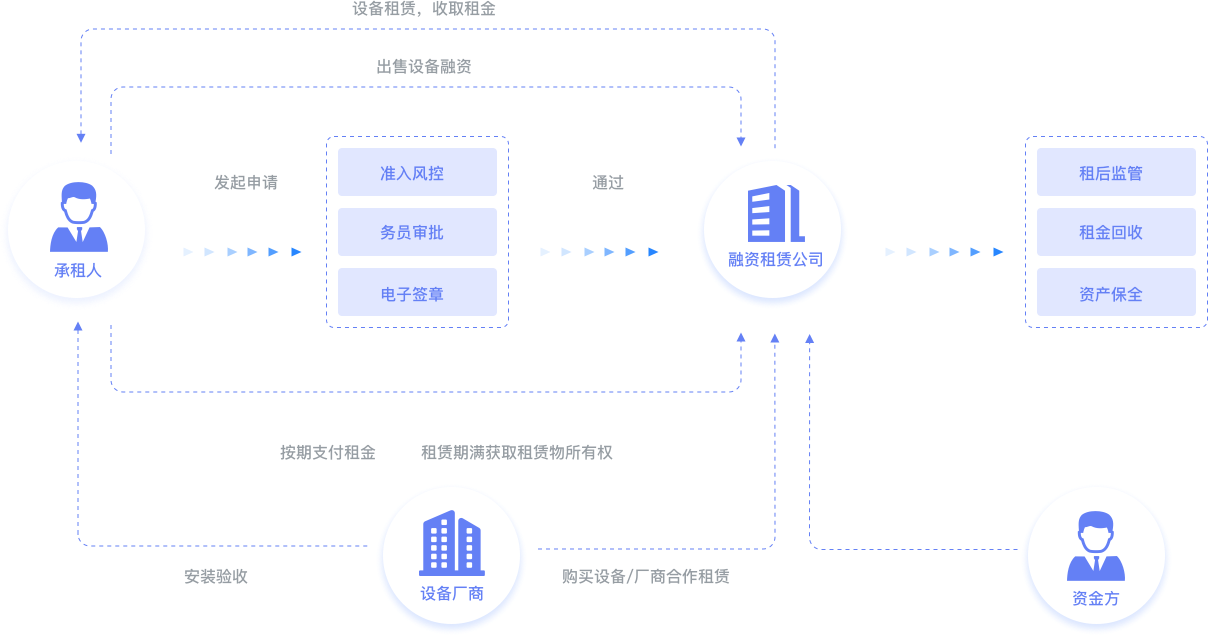 设备租赁，收取租金
出售设备融资
发起申请
准入风控
务员审批
电子签章
通过
承租人
融资租赁公司
租后监管
租金回收
资产保全
按期支付租金
租赁期满获取租赁物所有权
安装验收
设备厂商
购买设备/厂商合作租赁
资金方